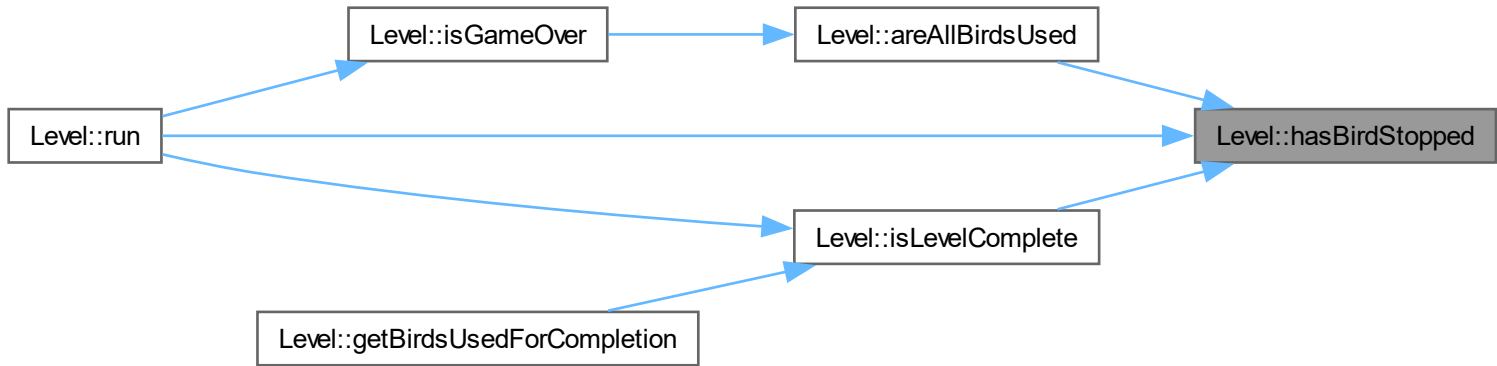 Level::isGameOver
Level::areAllBirdsUsed
Level::run
Level::hasBirdStopped
Level::isLevelComplete
Level::getBirdsUsedForCompletion